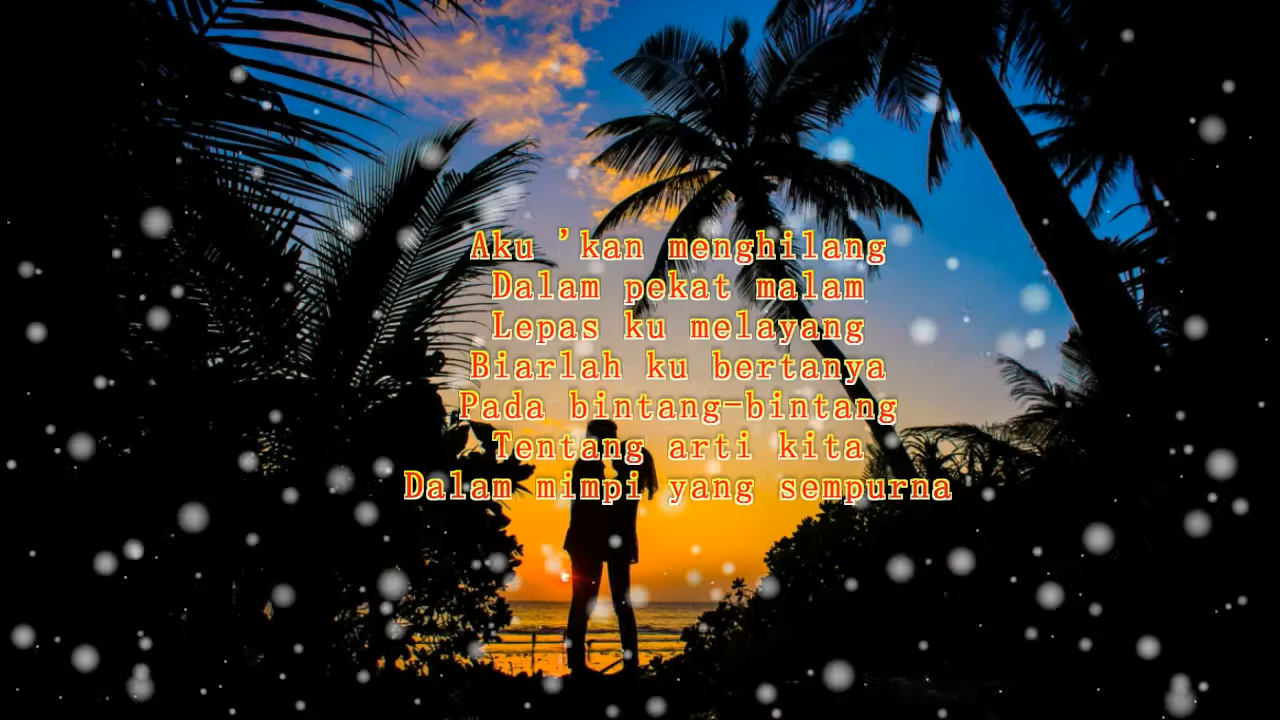 Aku 'kan menghilang
Dalam pekat malam
Lepas ku melayang
Biarlah ku bertanya
Pada bintang-bintang
Tentang arti kita
Dalam mimpi yang sempurna